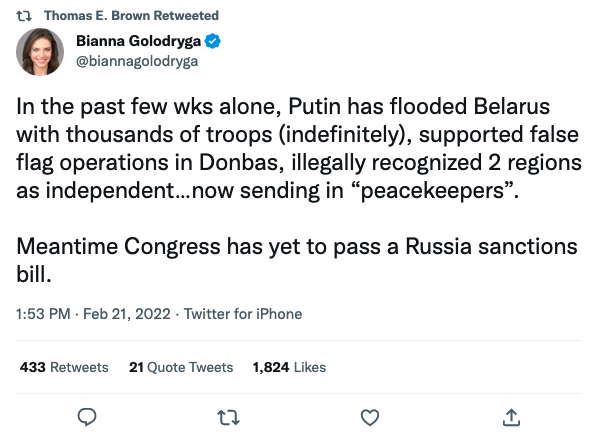 Thomas E. Brown Retweeted
Bianna Golodryga
@biannagolodryga
In the past few wks alone, Putin has flooded Belarus
with thousands of troops (indefinitely), supported false
flag operations in Donbas, illegally recognized 2 regions
as independent...now sending in “peacekeepers”.
Meantime Congress has yet to pass a Russia sanctions
bill.
1:53 PM · Feb 21, 2022 · Twitter for iPhone
433 Retweets 21 Quote Tweets 1,824 Likes